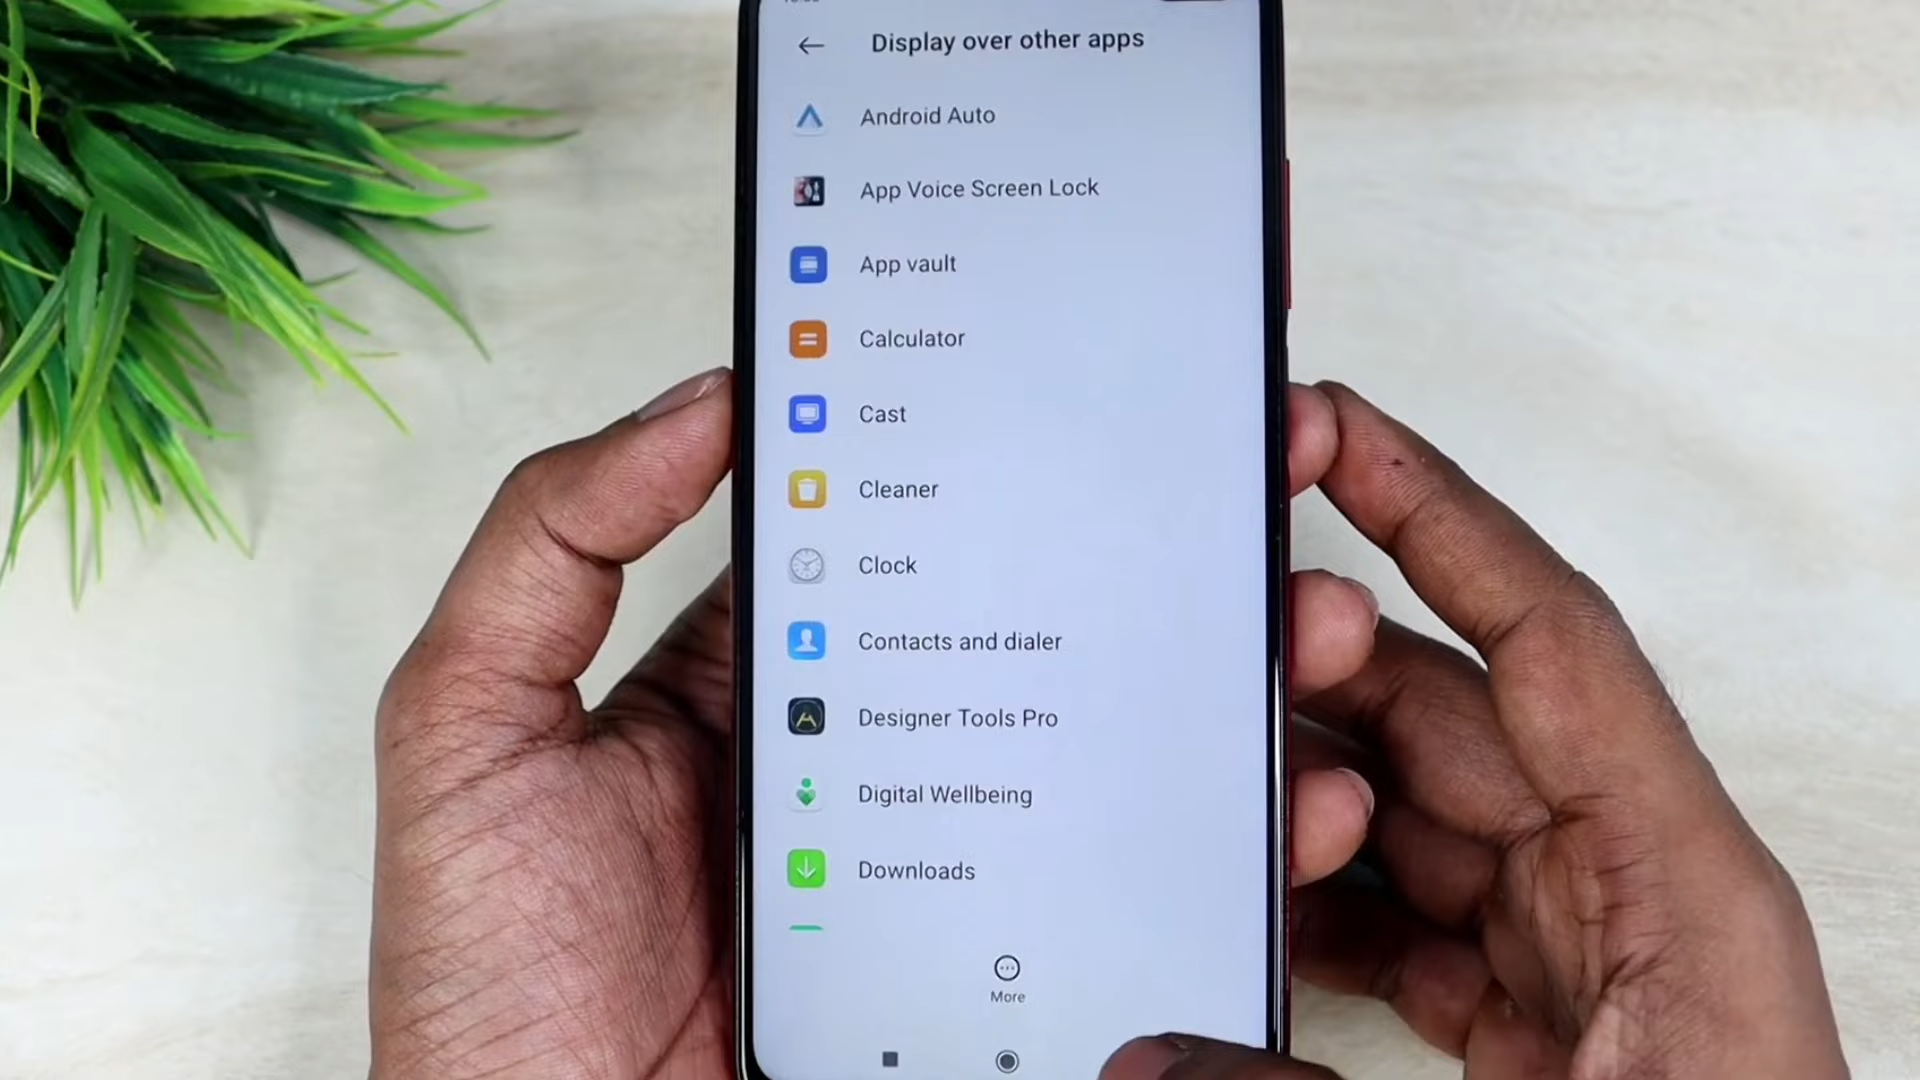 Display over other apps
Android Auto
App Voice Screen Lock
App vault
Calculator
Cast
Cleaner
Clock
Contacts and dialer
Designer Tools Pro
Digital Wellbeing
Downloads
More